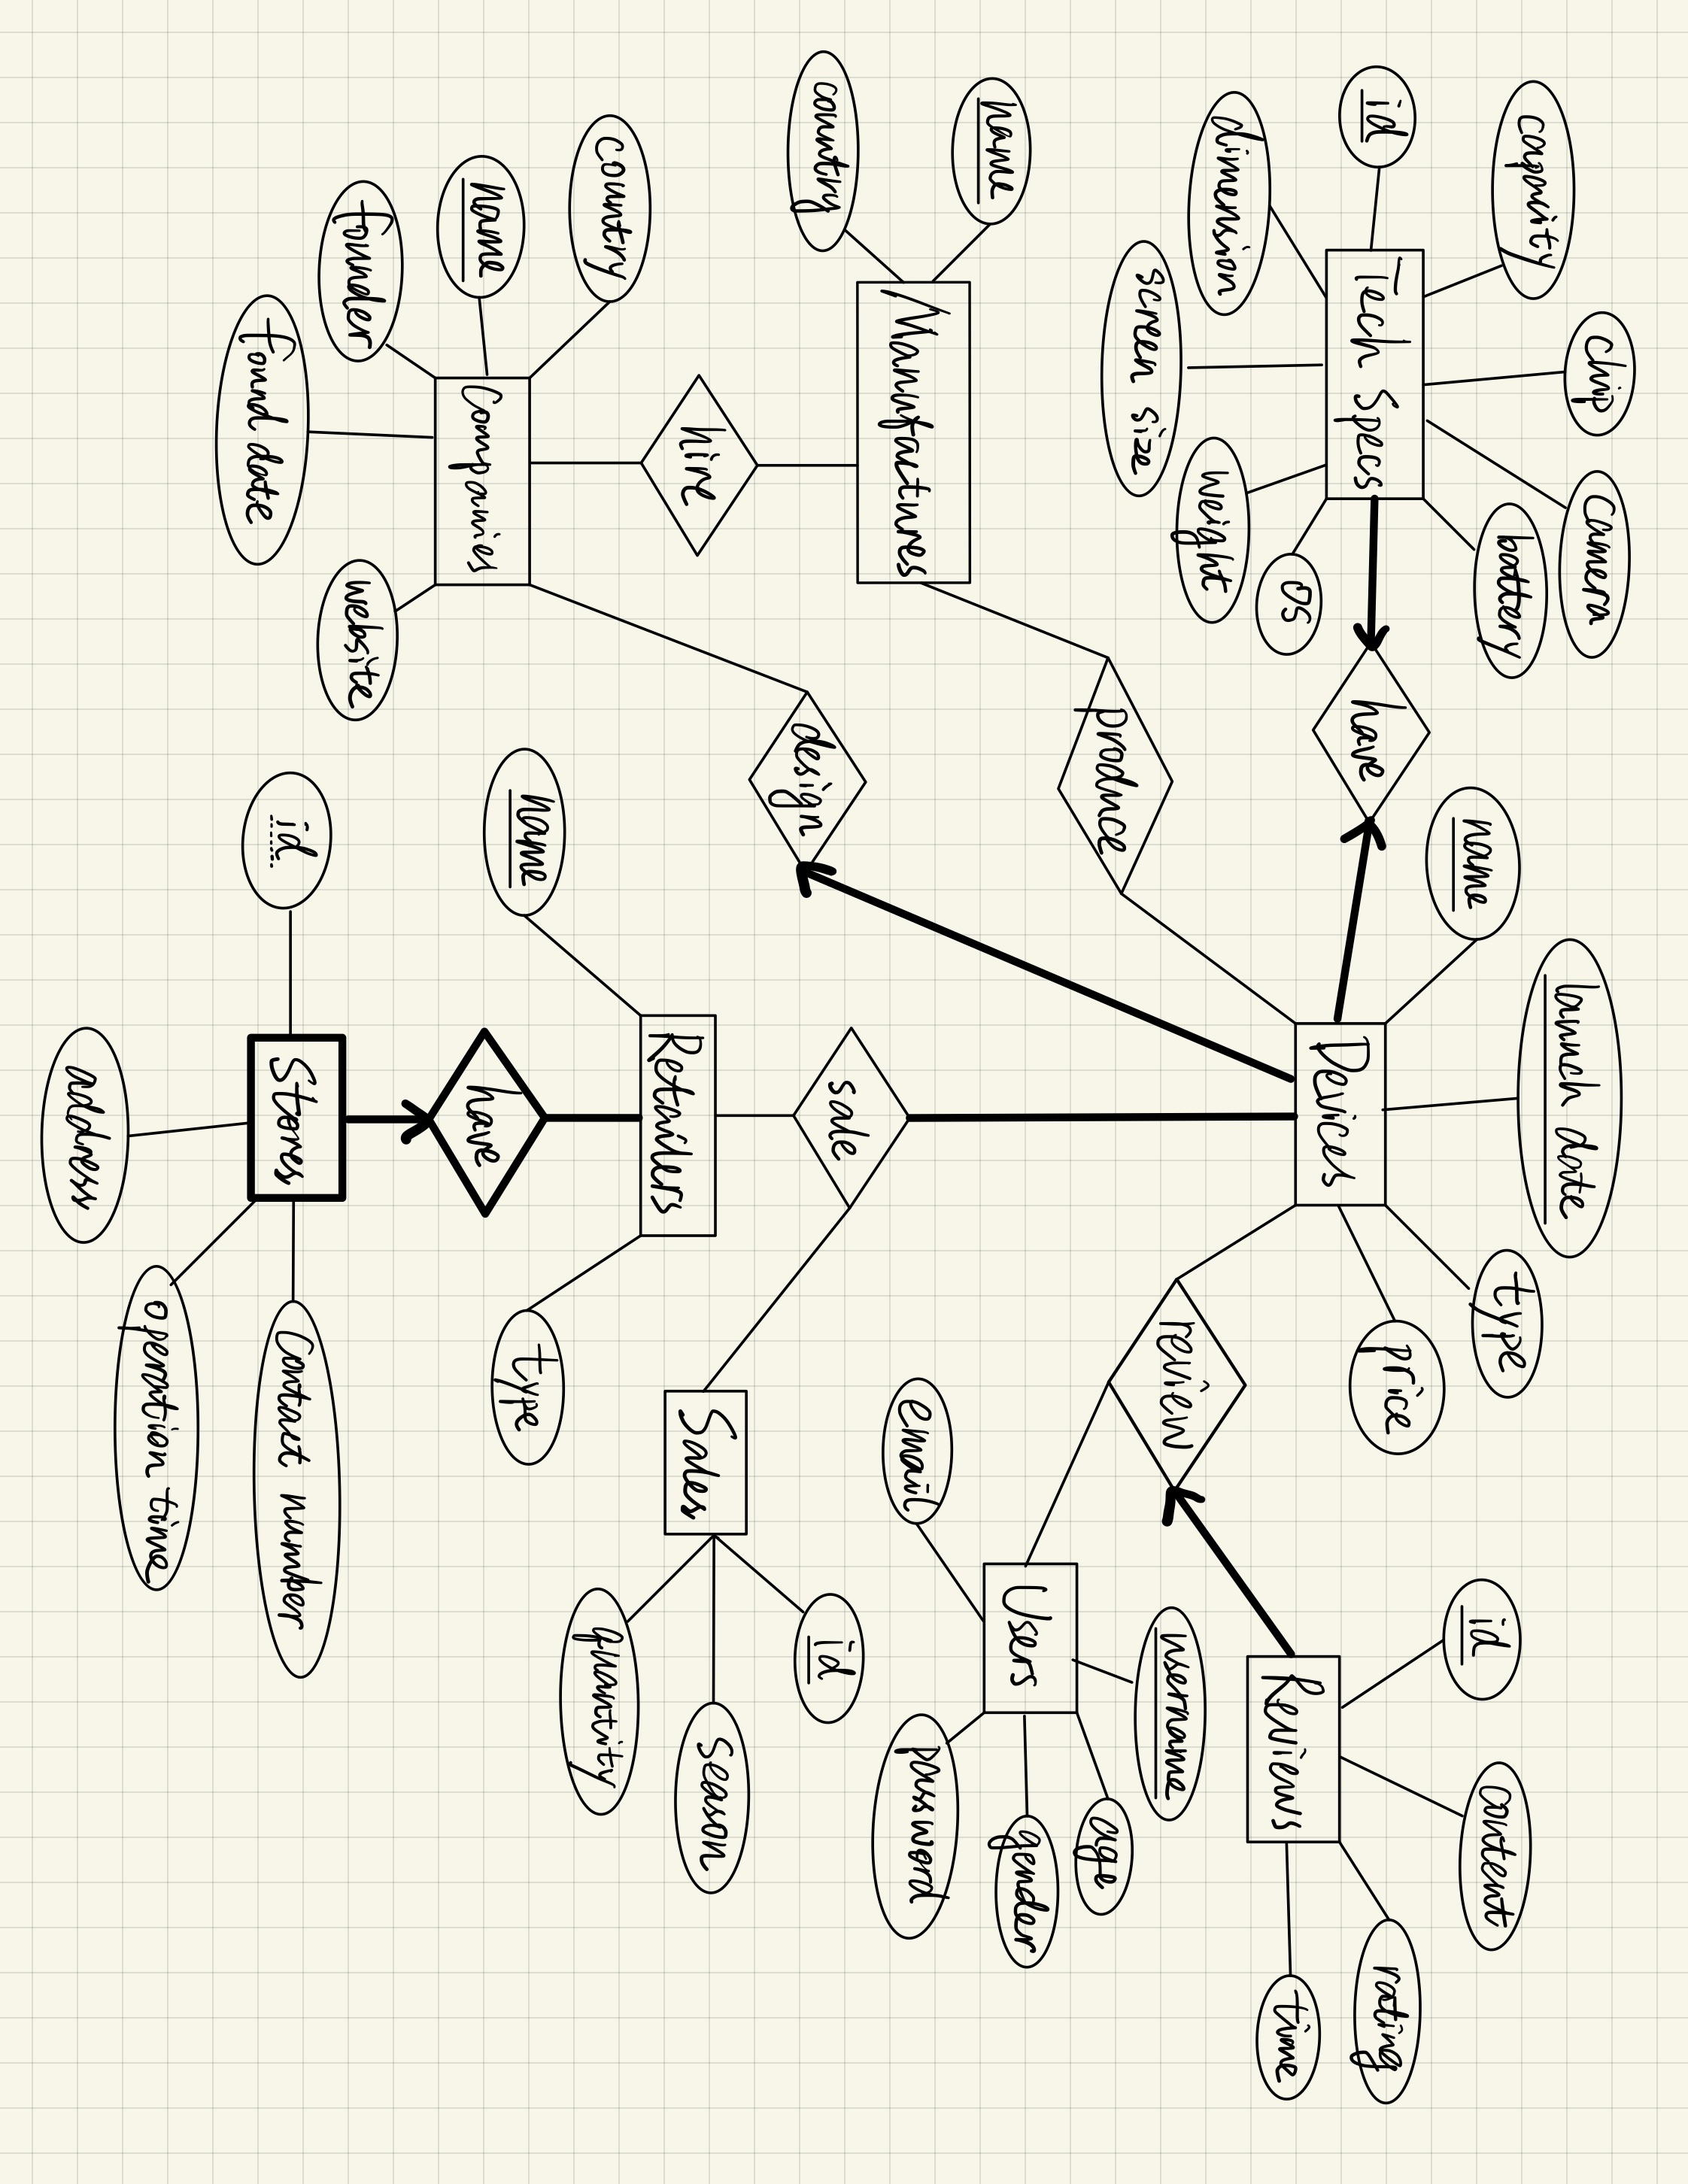 chip
camera
capacity
battery
id
Tech Specs
dimension
screen size
weight
OS
have
launch date
name
type
price
Devices
id
content
rating
time
Reviews
review
username
age
gender
Users
email
password
produce
name
Manufactures
country
design
sale
hire
id
season
Sales
quantity
Retailers
name
type
have
country
name
Companies
founder
found date
website
id
Stores
Contact number
operation time
address